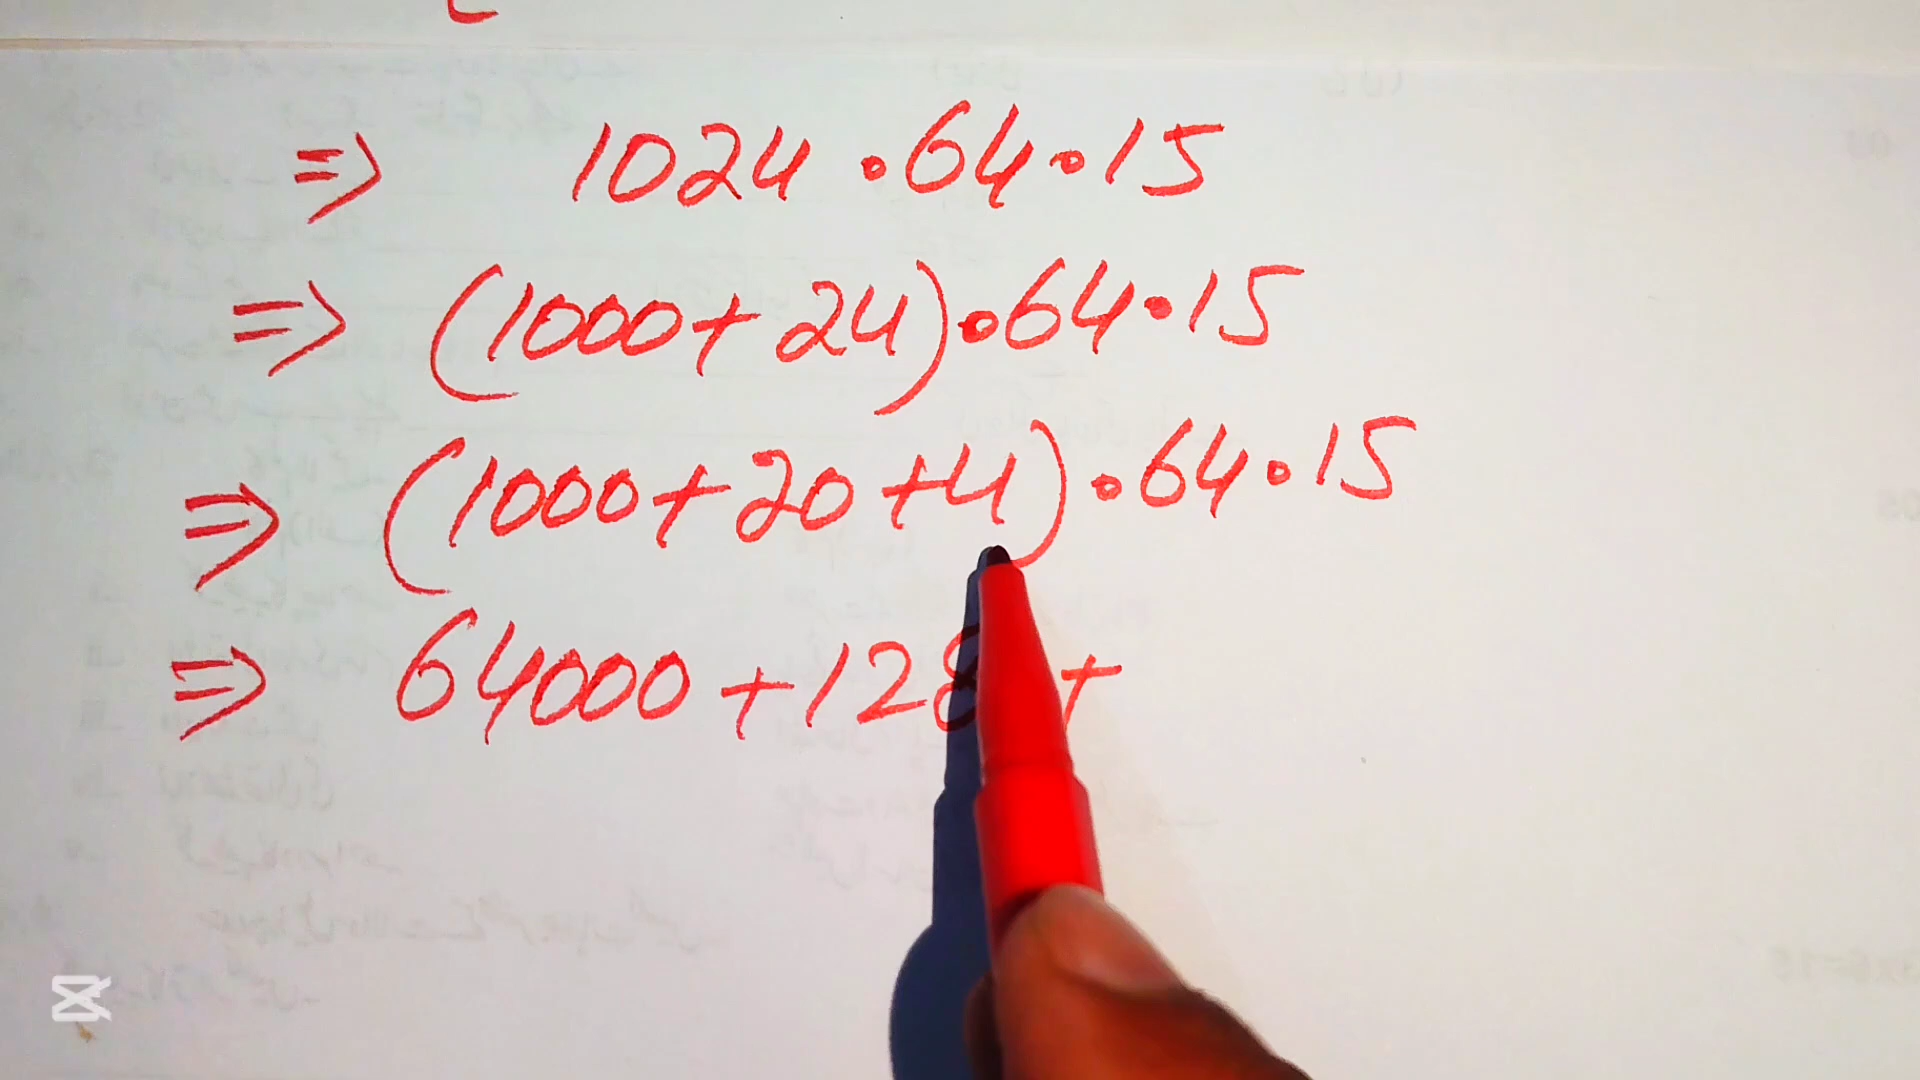 => 1024 . 64 . 15
=> (1000 + 24) . 64 . 15
=> (1000 + 20 + 4) . 64 . 15
=> 64000 + 128 +